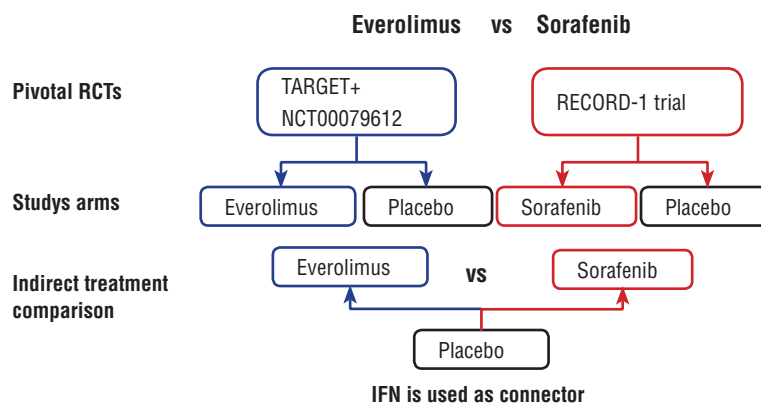 Everolimus vs Sorafenib
Pivotal RCTs
TARGET+
NCT00079612
RECORD-1 trial
Studys arms
Everolimus
Placebo
Sorafenib
Placebo
Indirect treatment
comparison
Everolimus
vs
Sorafenib
Placebo
IFN is used as connector